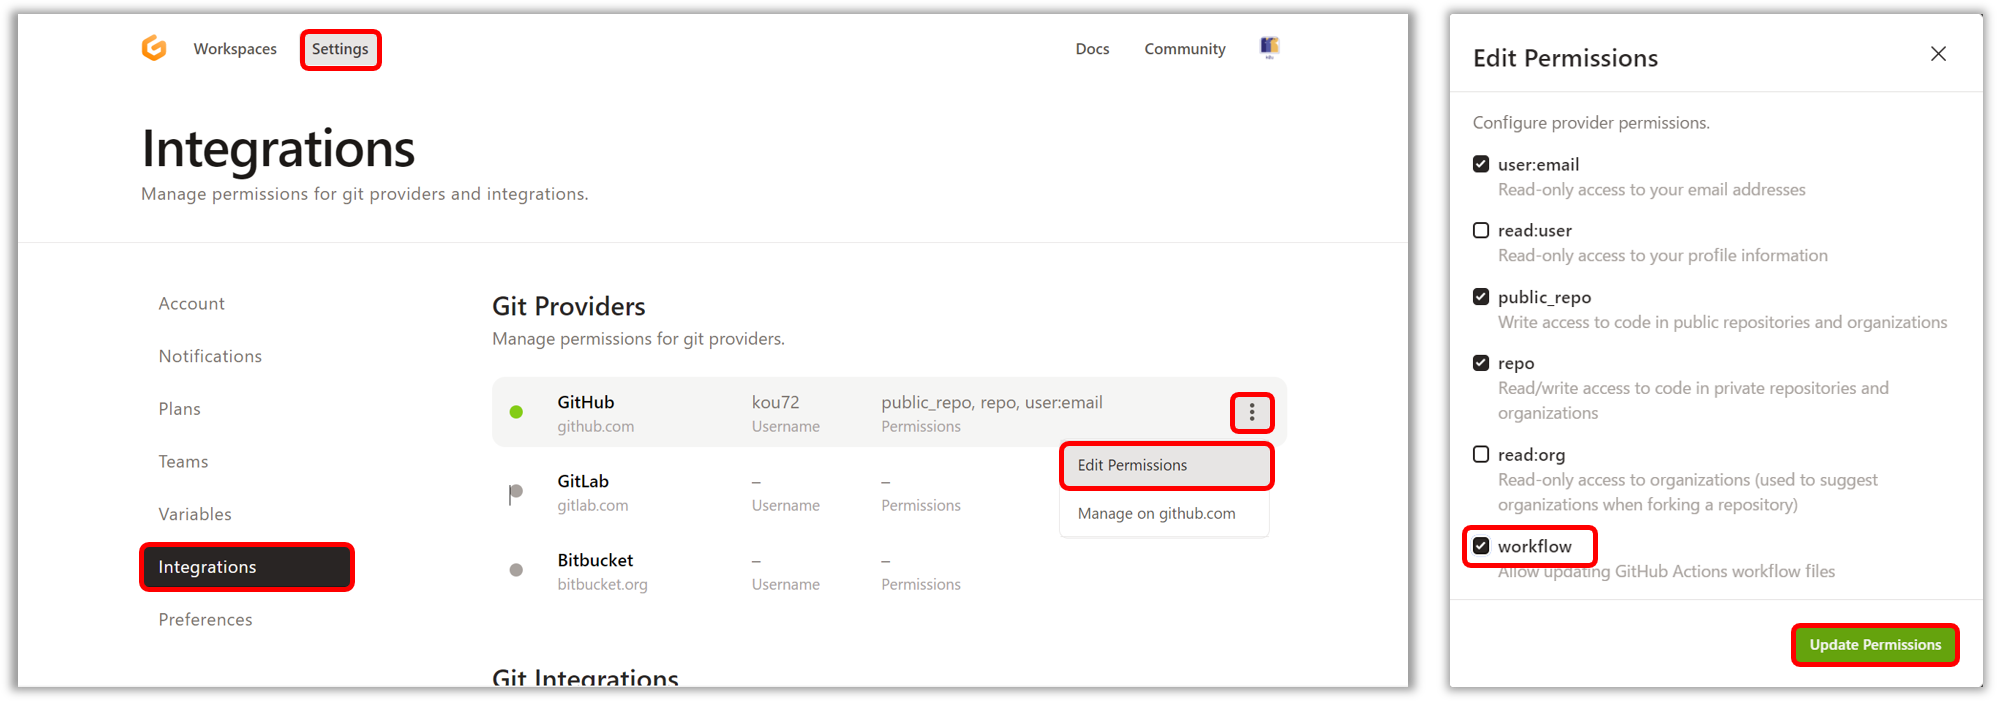 Workspaces Settings Docs Community
Integrations
Manage permissions for git providers and integrations.
Account
Notifications
Plans
Teams
Variables
Integrations
Preferences
Git Providers
Manage permissions for git providers.
GitHub kou72 public_repo, repo, user:email
github.com Username Permissions
Edit Permissions
Manage on github.com
GitLab – –
gitlab.com Username Permissions
Bitbucket – –
bitbucket.org Username Permissions
Git Integrations
Edit Permissions
Configure provider permissions.
user:email
Read-only access to your email addresses
read:user
Read-only access to your profile information
public_repo
Write access to code in public repositories and organizations
repo
Read/write access to code in private repositories and
organizations
read:org
Read-only access to organizations (used to suggest
organizations when forking a repository)
workflow
Allow updating GitHub Actions workflow files
Update Permissions